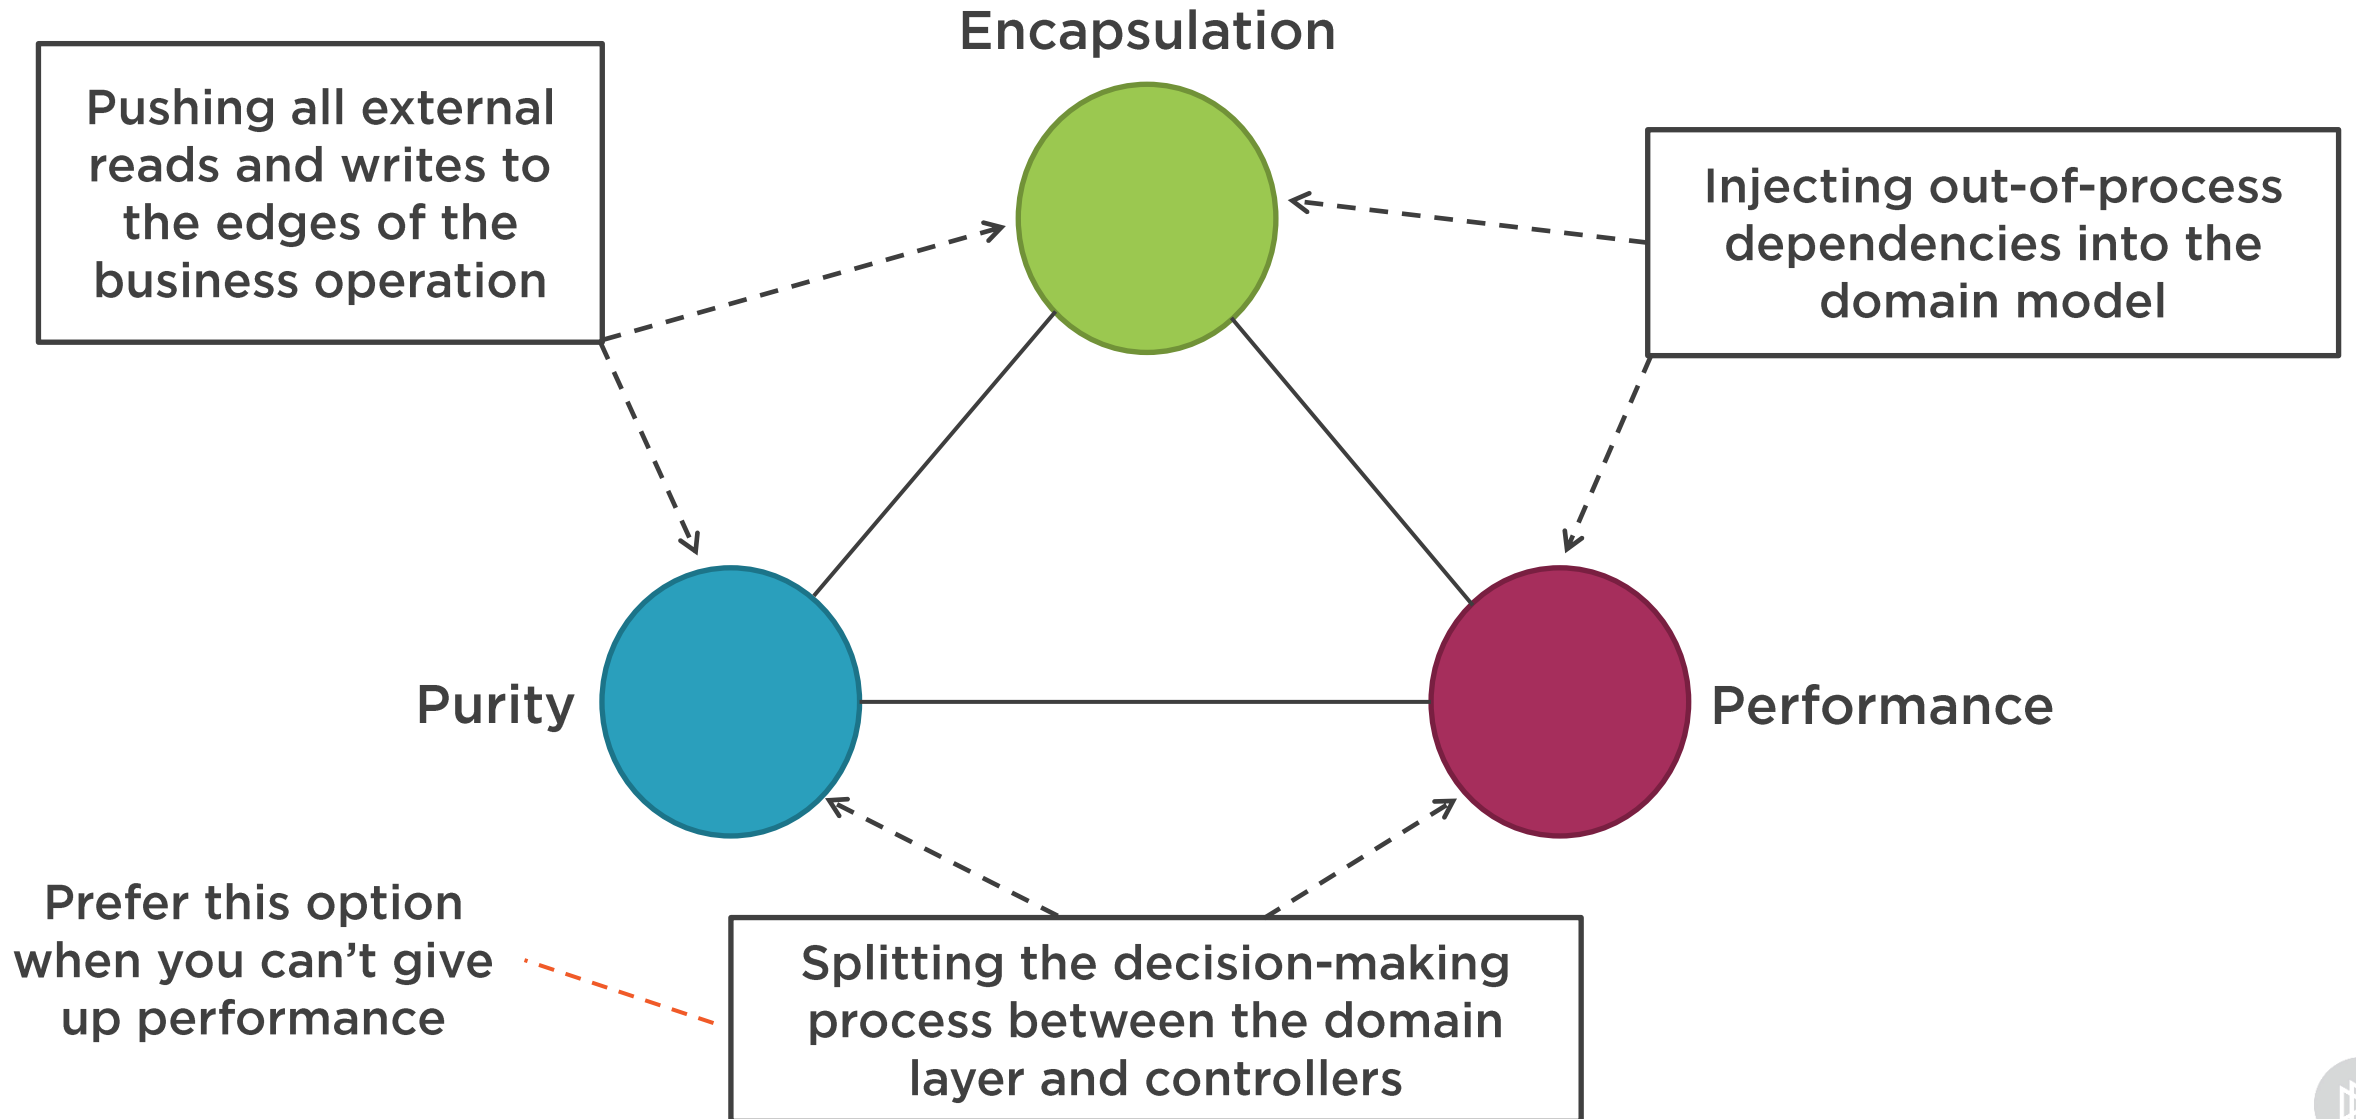 Encapsulation
Pushing all external
reads and writes to
the edges of the
business operation
Injecting out-of-process
dependencies into the
domain model
Purity
Performance
Prefer this option
when you can't give
up performance
Splitting the decision-making
process between the domain
layer and controllers